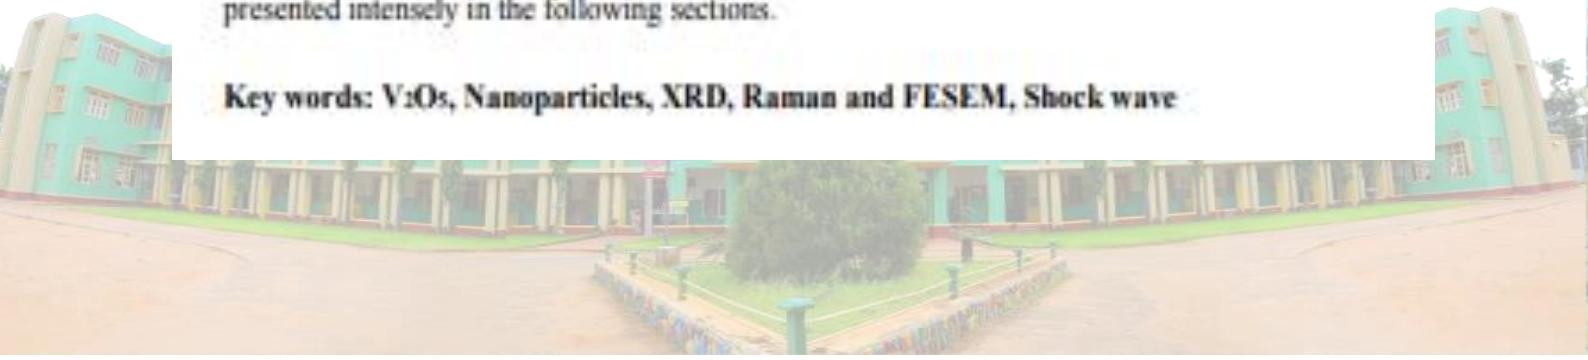 presented intensely in the following sections.
Key words: V₂O₅, Nanoparticles, XRD, Raman and FESEM, Shock wave